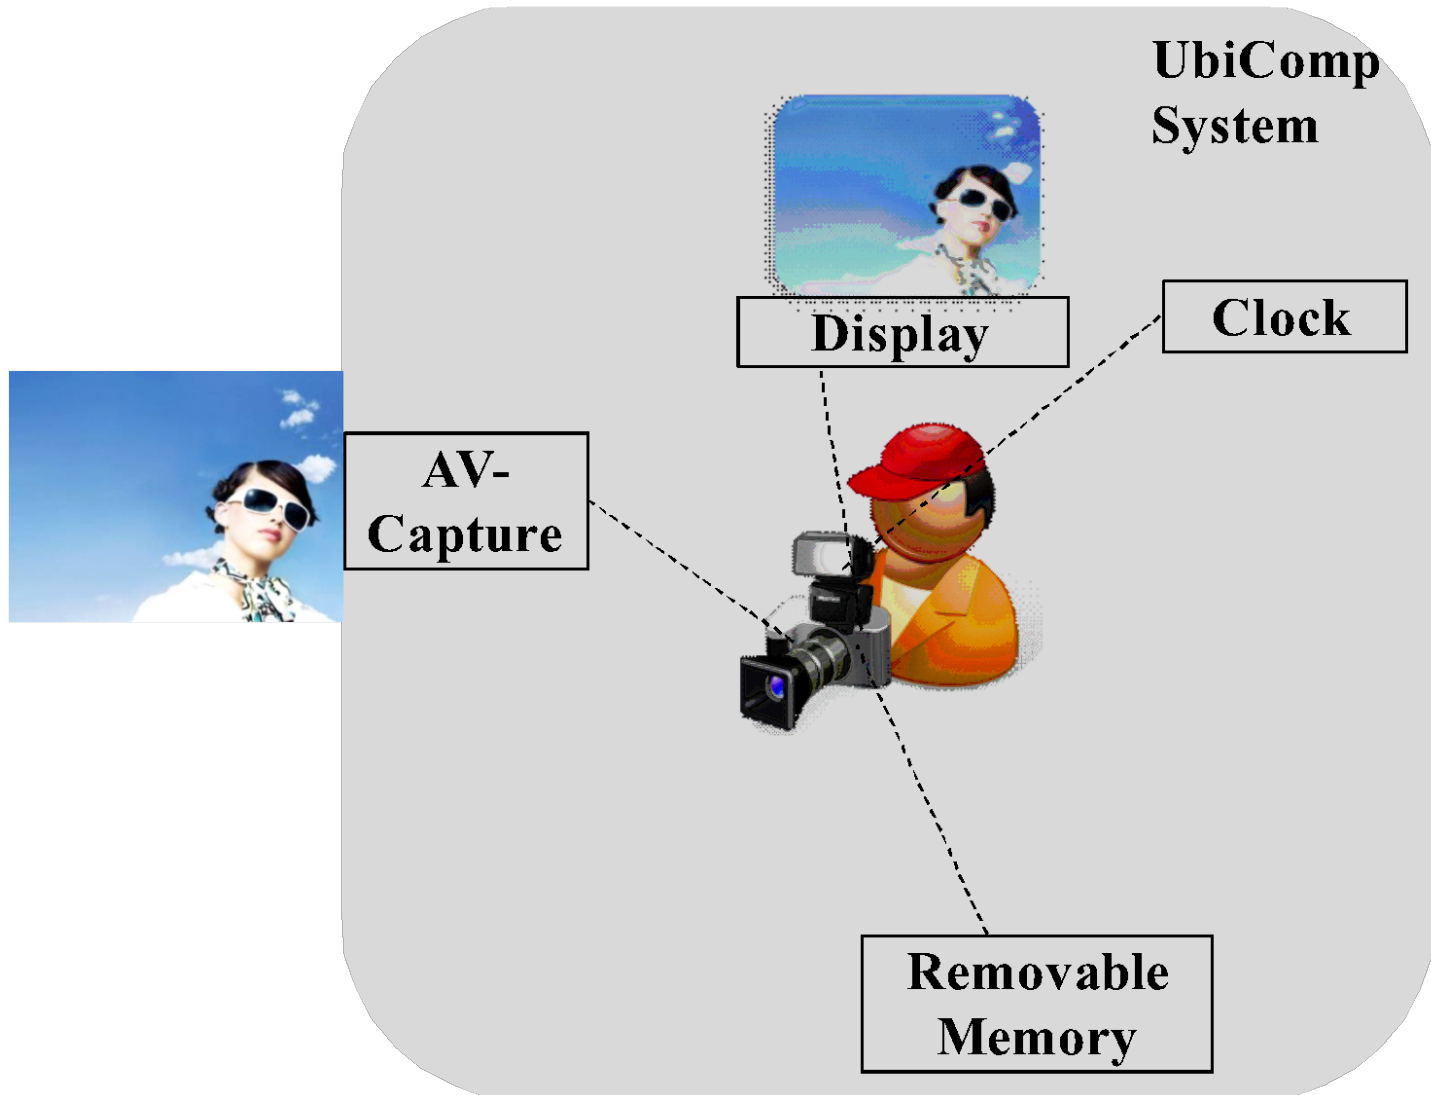 UbiComp
System
Display
Clock
AV-
Capture
Removable
Memory